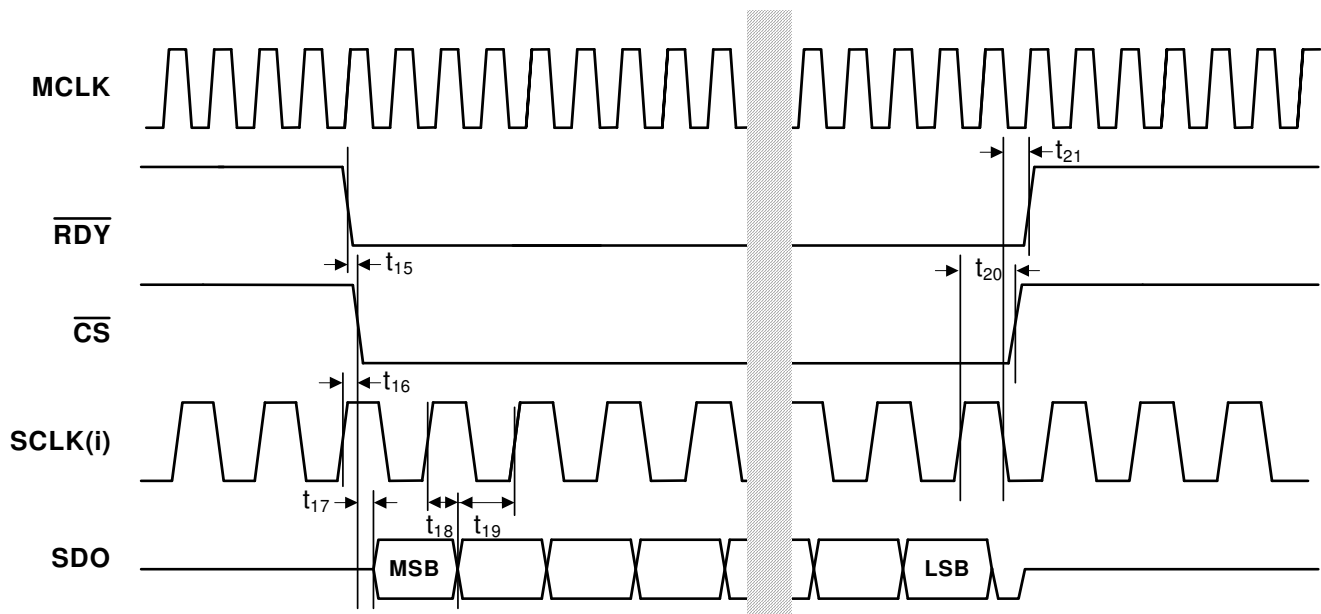 MCLK
t21
RDY
t15
t20
CS
t16
SCLK(i)
t17
t18
t19
SDO
MSB
LSB